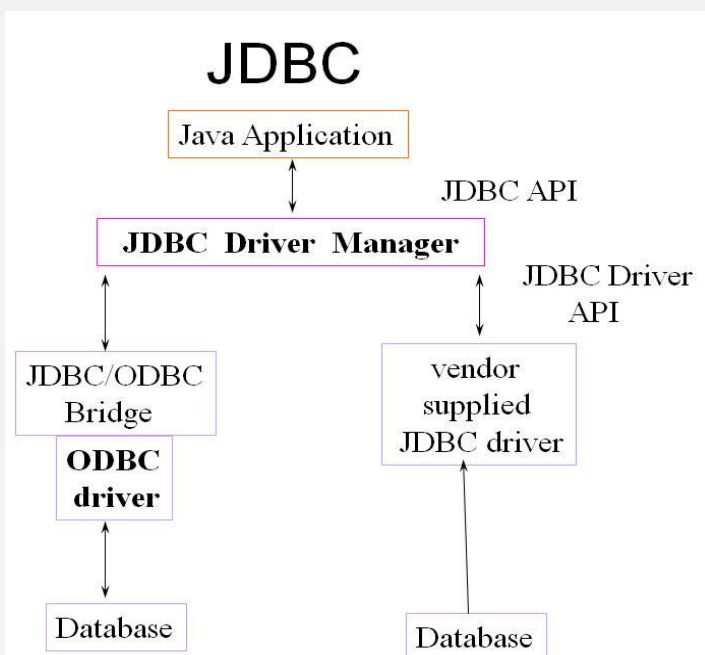 JDBC
Java Application
JDBC API
JDBC Driver Manager
JDBC Driver
API
JDBC/ODBC
Bridge
vendor
supplied
JDBC driver
ODBC
driver
Database
Database